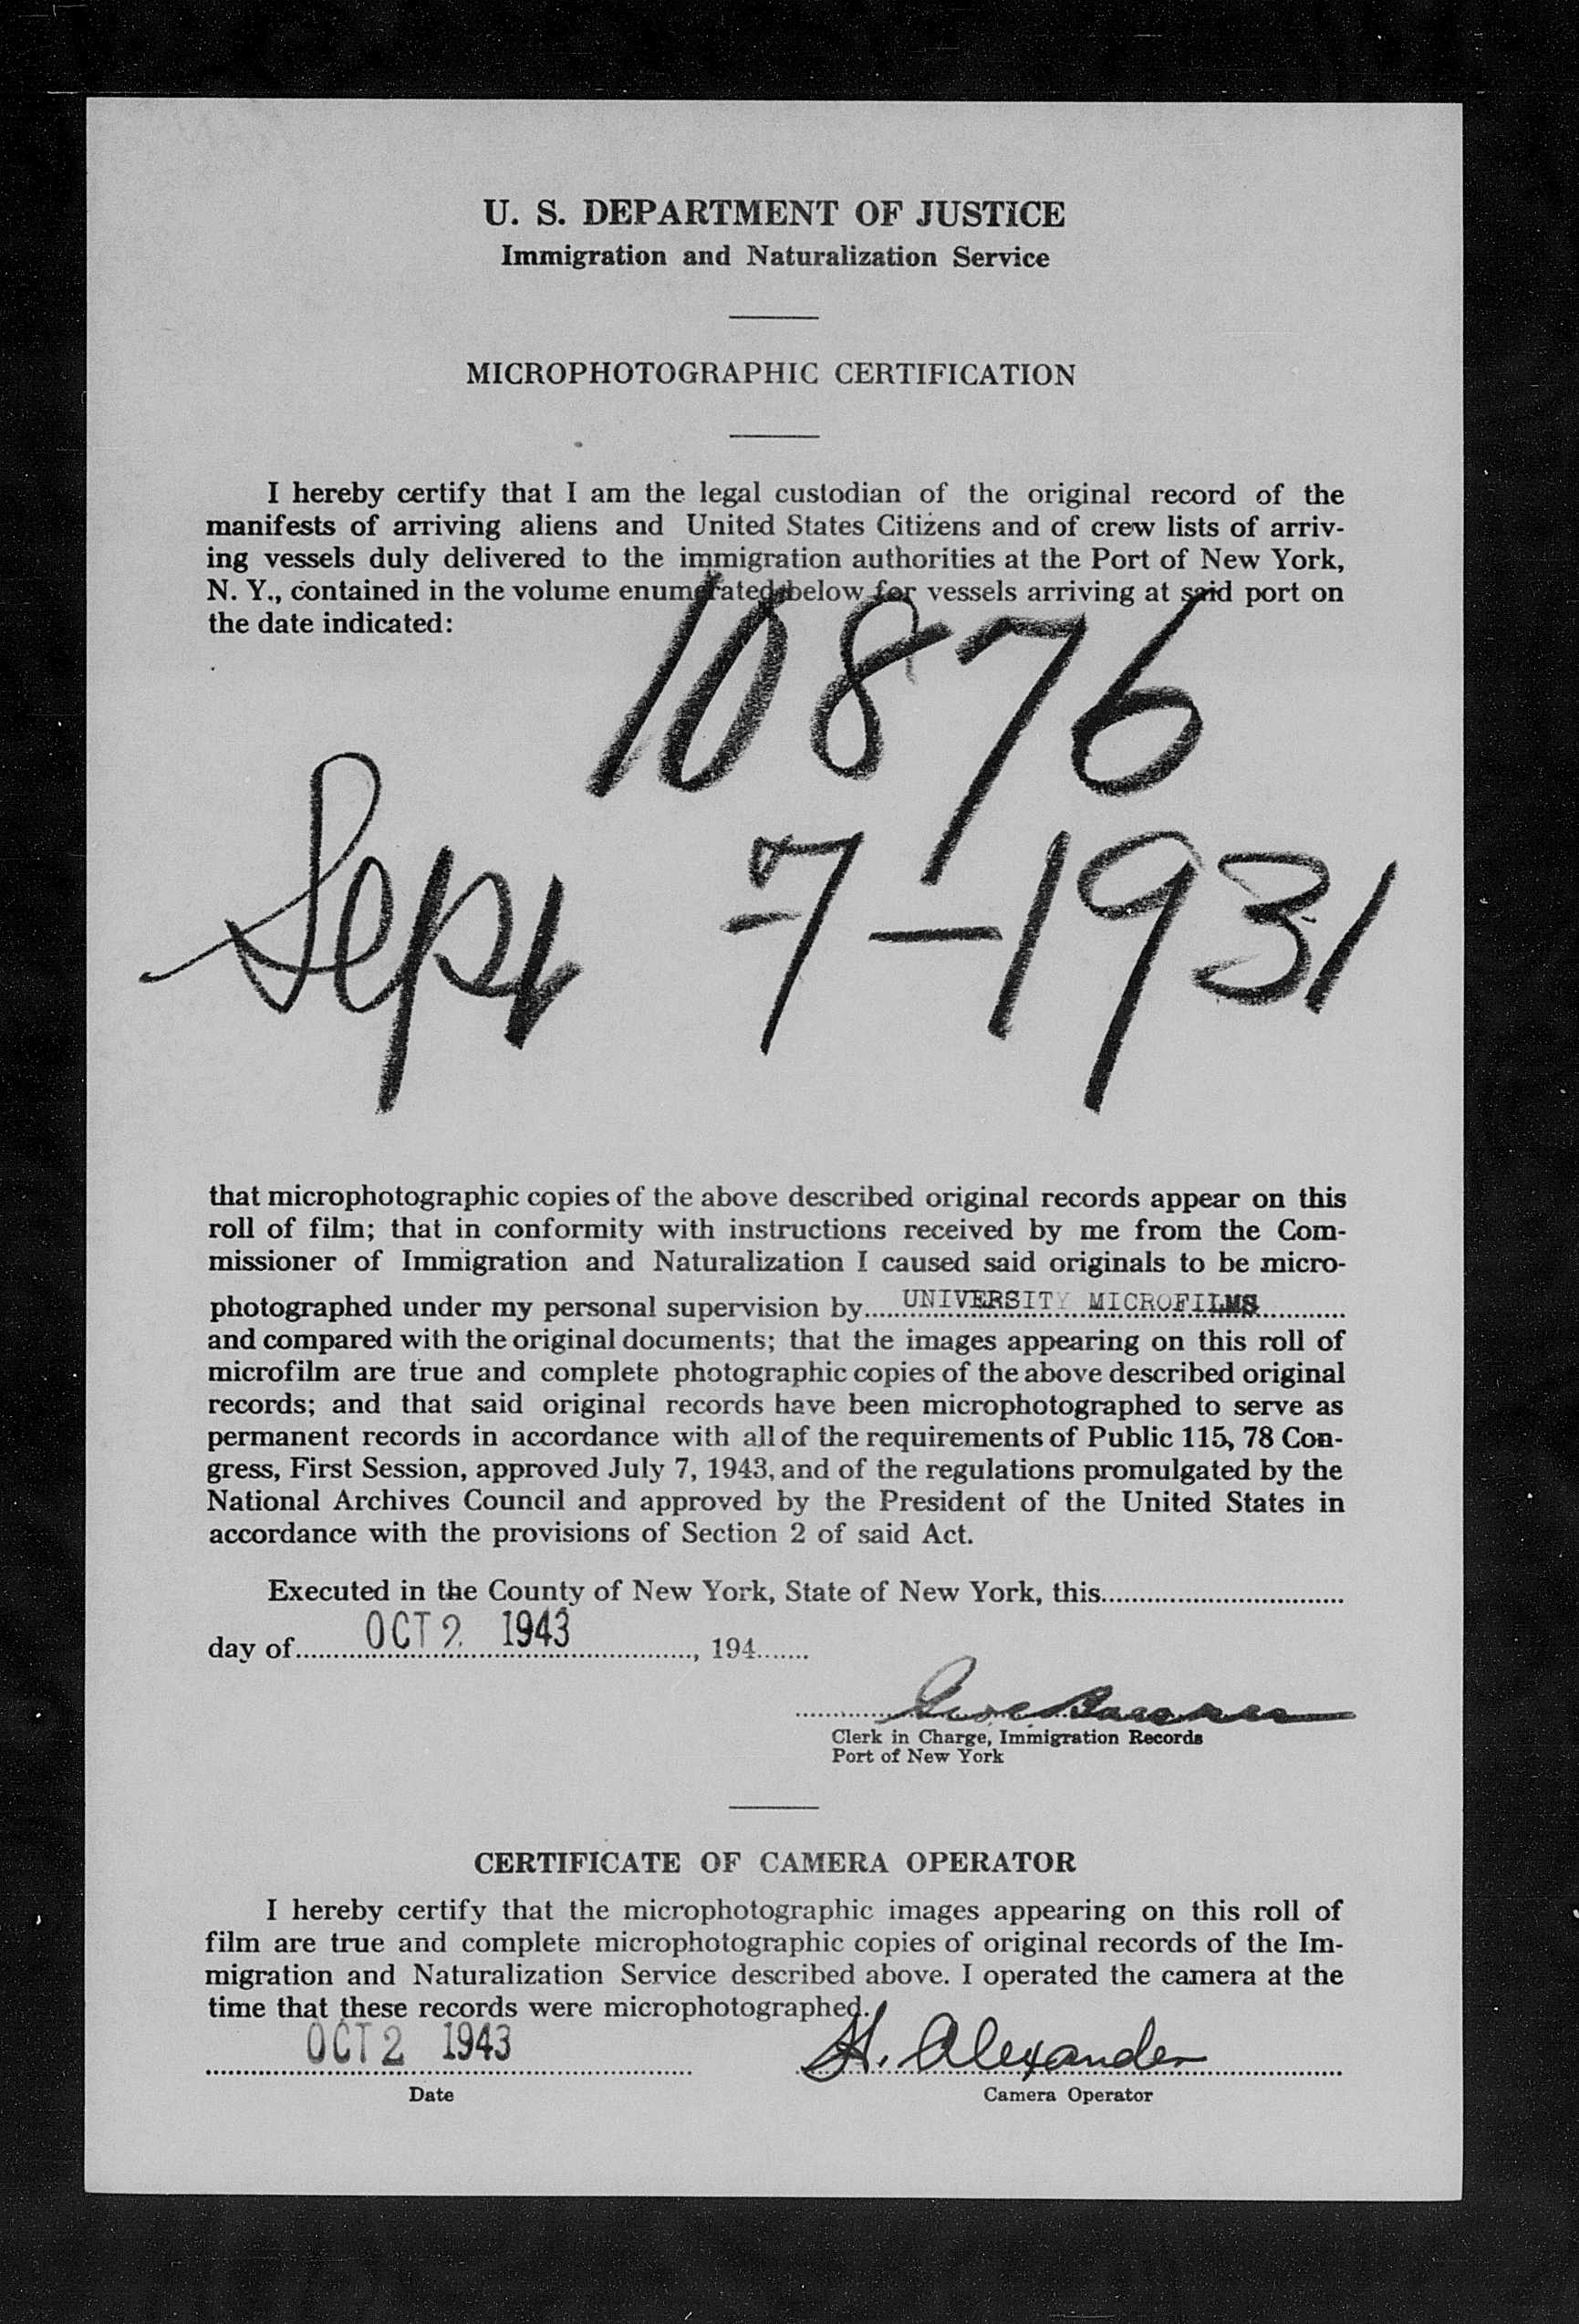 U. S. DEPARTMENT OF JUSTICE
Immigration and Naturalization Service
MICROPHOTOGRAPHIC CERTIFICATION
I hereby certify that I am the legal custodian of the original record of the
manifests of arriving aliens and United States Citizens and of crew lists of arriv-
ing vessels duly delivered to the immigration authorities at the Port of New York,
N. Y., contained in the volume enumerated below for vessels arriving at said port on
the date indicated:
10876
Sept 7-1931
that microphotographic copies of the above described original records appear on this
roll of film; that in conformity with instructions received by me from the Com-
missioner of Immigration and Naturalization I caused said originals to be micro-
photographed under my personal supervision by UNIVERSITY MICROFILMS
and compared with the original documents; that the images appearing on this roll of
microfilm are true and complete photographic copies of the above described original
records; and that said original records have been microphotographed to serve as
permanent records in accordance with all of the requirements of Public 115, 78 Con-
gress, First Session, approved July 7, 1943, and of the regulations promulgated by the
National Archives Council and approved by the President of the United States in
accordance with the provisions of Section 2 of said Act.
Executed in the County of New York, State of New York, this
day of OCT 2 1943, 194
Clerk in Charge, Immigration Records
Port of New York
CERTIFICATE OF CAMERA OPERATOR
I hereby certify that the microphotographic images appearing on this roll of
film are true and complete microphotographic copies of original records of the Im-
migration and Naturalization Service described above. I operated the camera at the
time that these records were microphotographed.
OCT 2 1943 H. Alexander
Date Camera Operator